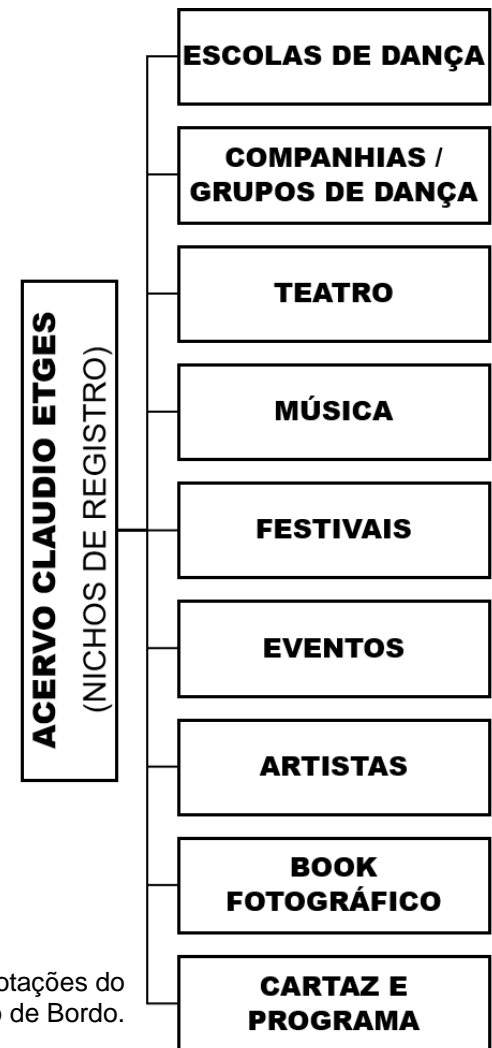 ACERVO CLAUDIO ETGES
(NICHOS DE REGISTRO)
ESCOLAS DE DANÇA
COMPANHIAS /
GRUPOS DE DANÇA
TEATRO
MÚSICA
FESTIVAIS
EVENTOS
ARTISTAS
BOOK
FOTOGRÁFICO
CARTAZ E
PROGRAMA
do
de Bordo.